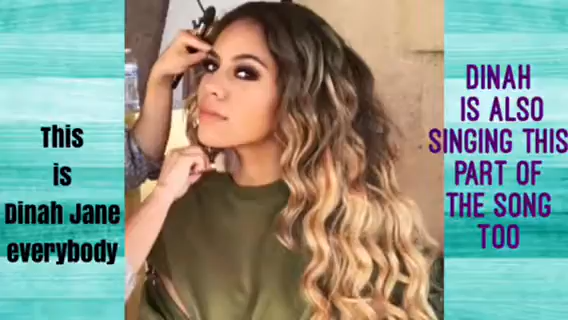 This
is
Dinah Jane
everybody
DINAH
IS ALSO
SINGING THIS
PART OF
THE SONG
TOO